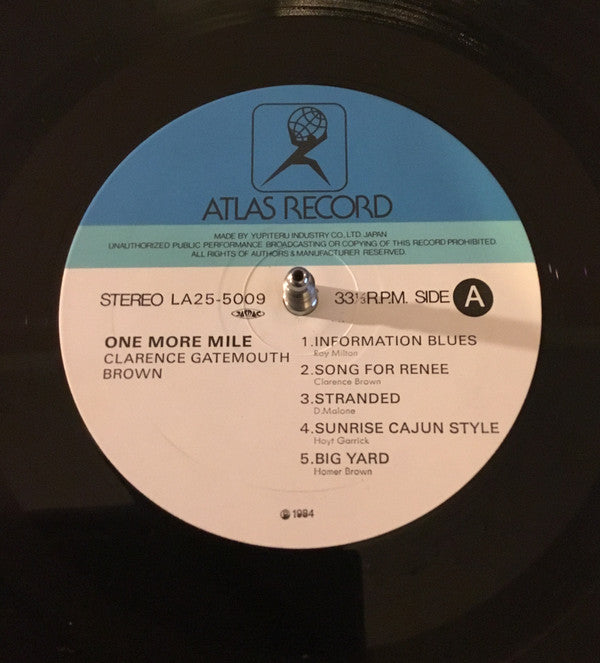 ATLAS RECORD
MADE BY YUPITERU INDUSTRY CO., LTD. JAPAN
UNAUTHORIZED PUBLIC PERFORMANCE. BROADCASTING OR COPYING OF THIS RECORD PROHIBITED.
ALL RIGHTS OF AUTHORS & MANUFACTURER RESERVED.
STEREO LA25-5009 33⅓R.P.M. SIDE A
JASRAC
ONE MORE MILE
CLARENCE GATEMOUTH
BROWN
1.INFORMATION BLUES
Roy Milton
2.SONG FOR RENEE
Clarence Brown
3.STRANDED
D.Malone
4.SUNRISE CAJUN STYLE
Hoyt Garrick
5.BIG YARD
Homer Brown
℗ 1984